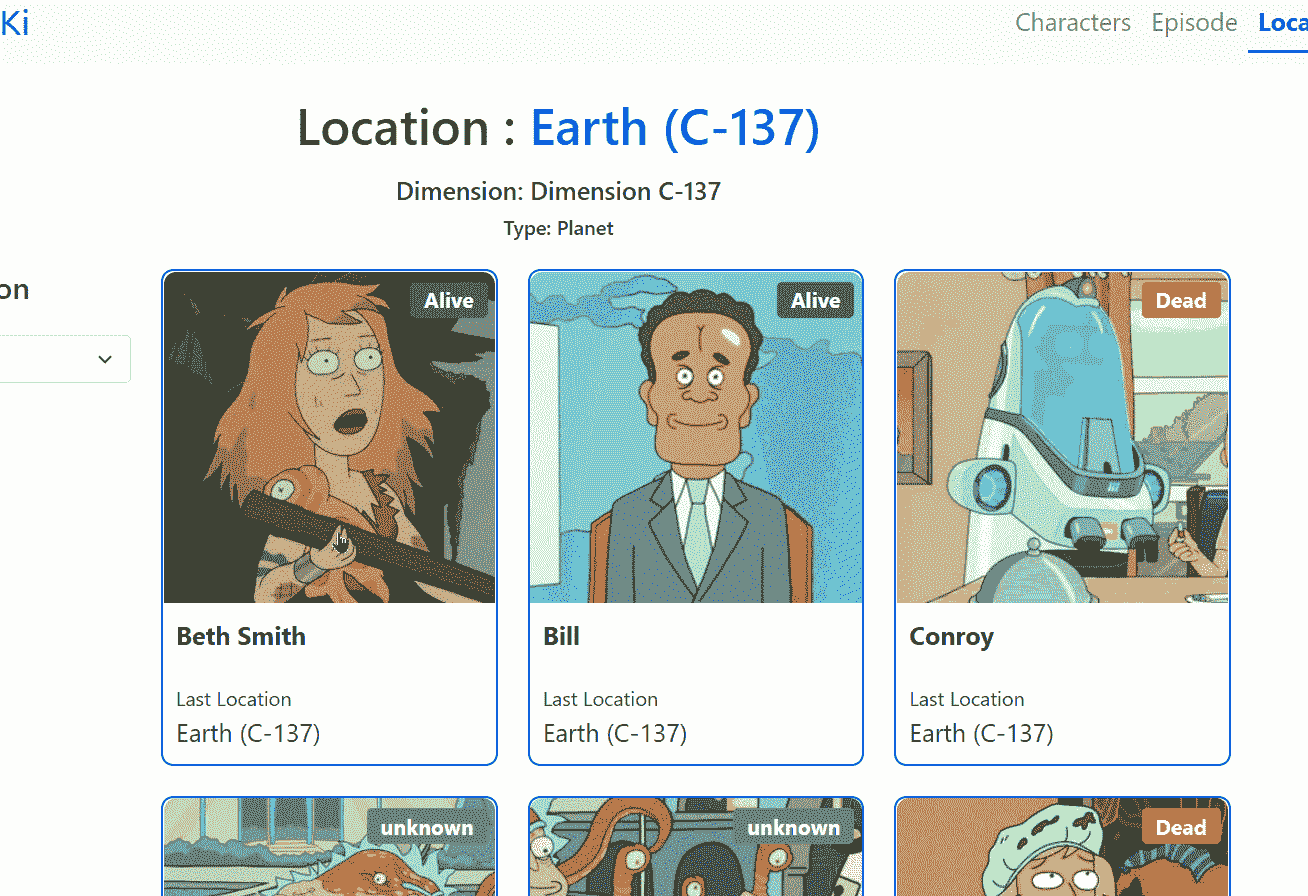 Ki
Characters Episode Loca
Location : Earth (C-137)
Dimension: Dimension C-137
Type: Planet
on
Alive
Alive
Dead
Beth Smith
Bill
Conroy
Last Location
Last Location
Last Location
Earth (C-137)
Earth (C-137)
Earth (C-137)
unknown
unknown
Dead